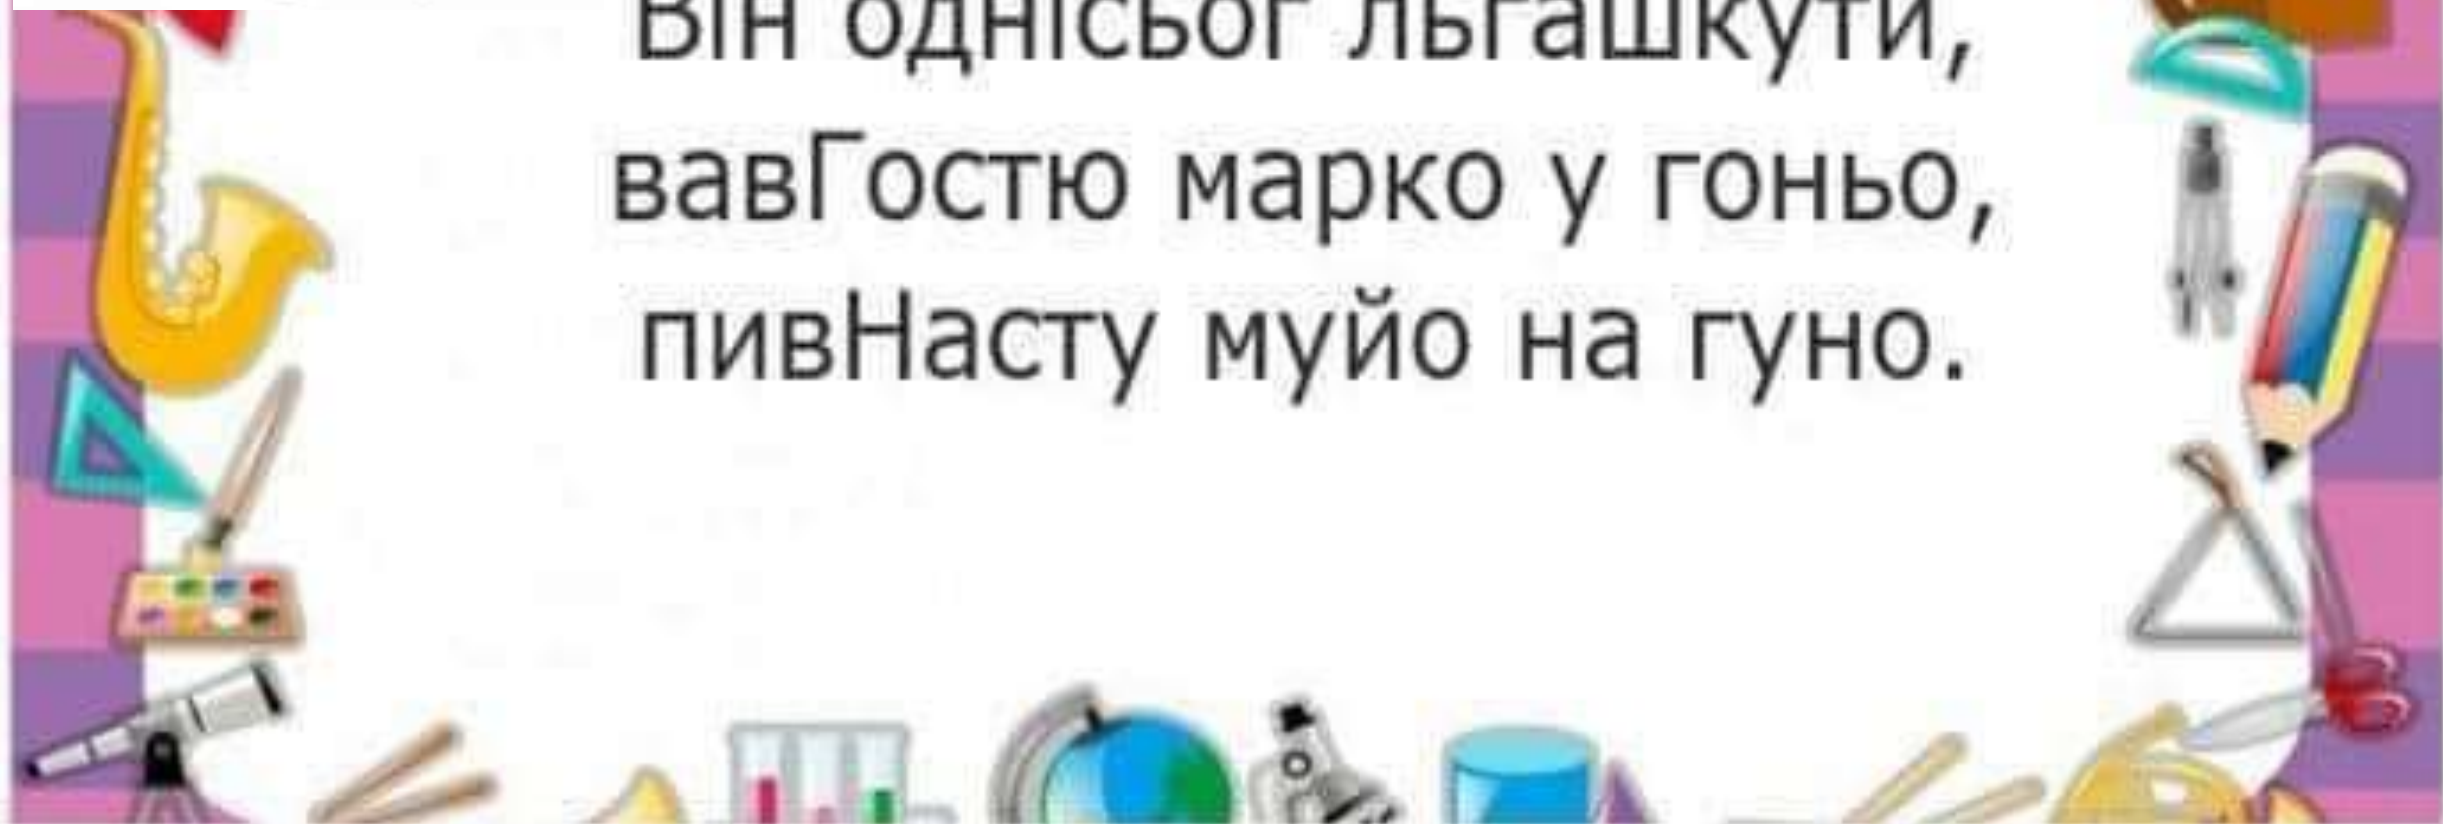 Він однісьог льгашкути,
вавГостю марко у гоньо,
пивНасту муйо на гуно.